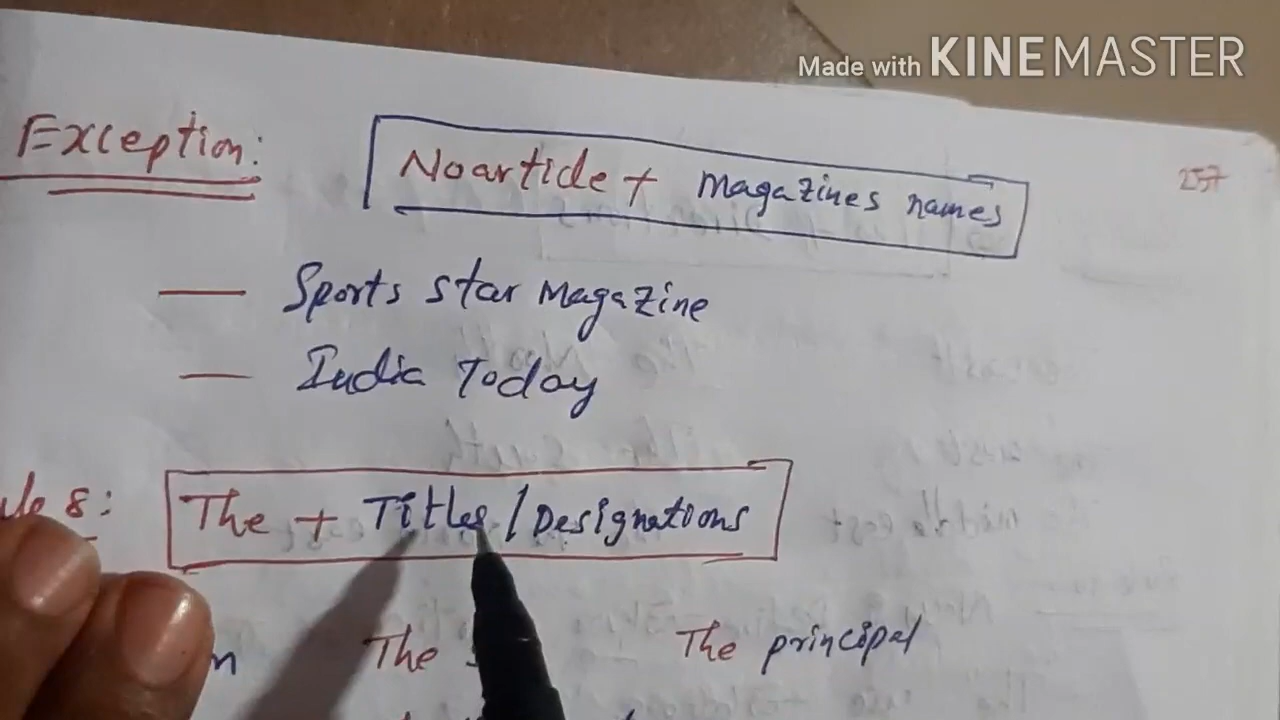 Made with KINEMASTER
Exception:
No article + magazines names
257
— Sports star Magazine
— India Today
8: The + Titles / Designations
The
The principal